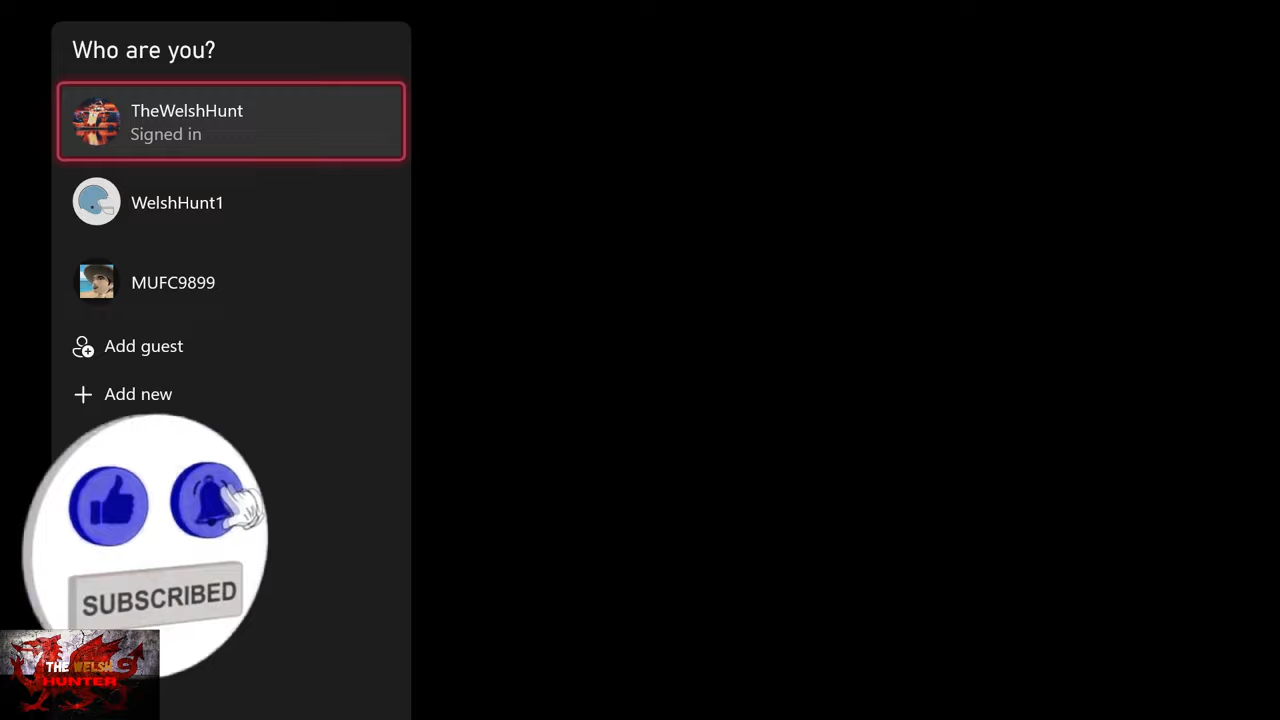 Who are you?
TheWelshHunt
Signed in
WelshHunt1
MUFC9899
Add guest
Add new
SUBSCRIBED
THE WELSH
HUNTER